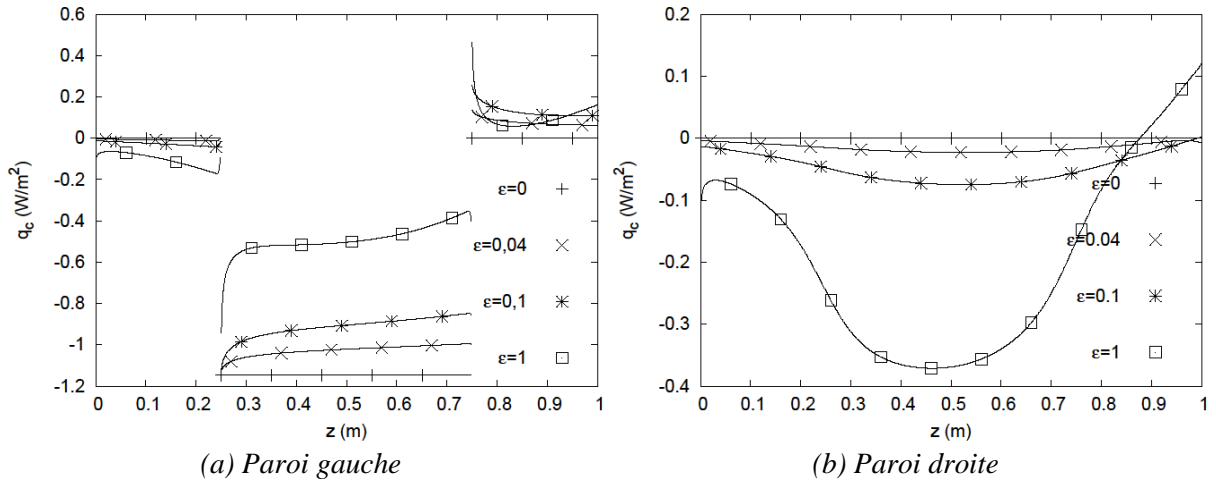 0.6
0.4
0.2
0
-0.2
-0.4
-0.6
-0.8
-1
-1.2
q_c (W/m²)
ε=0
ε=0,04
ε=0,1
ε=1
0 0.1 0.2 0.3 0.4 0.5 0.6 0.7 0.8 0.9 1
z (m)
(a) Paroi gauche
0.2
0.1
0
-0.1
-0.2
-0.3
-0.4
q_c (W/m²)
ε=0
ε=0.04
ε=0.1
ε=1
0 0.1 0.2 0.3 0.4 0.5 0.6 0.7 0.8 0.9 1
z (m)
(b) Paroi droite